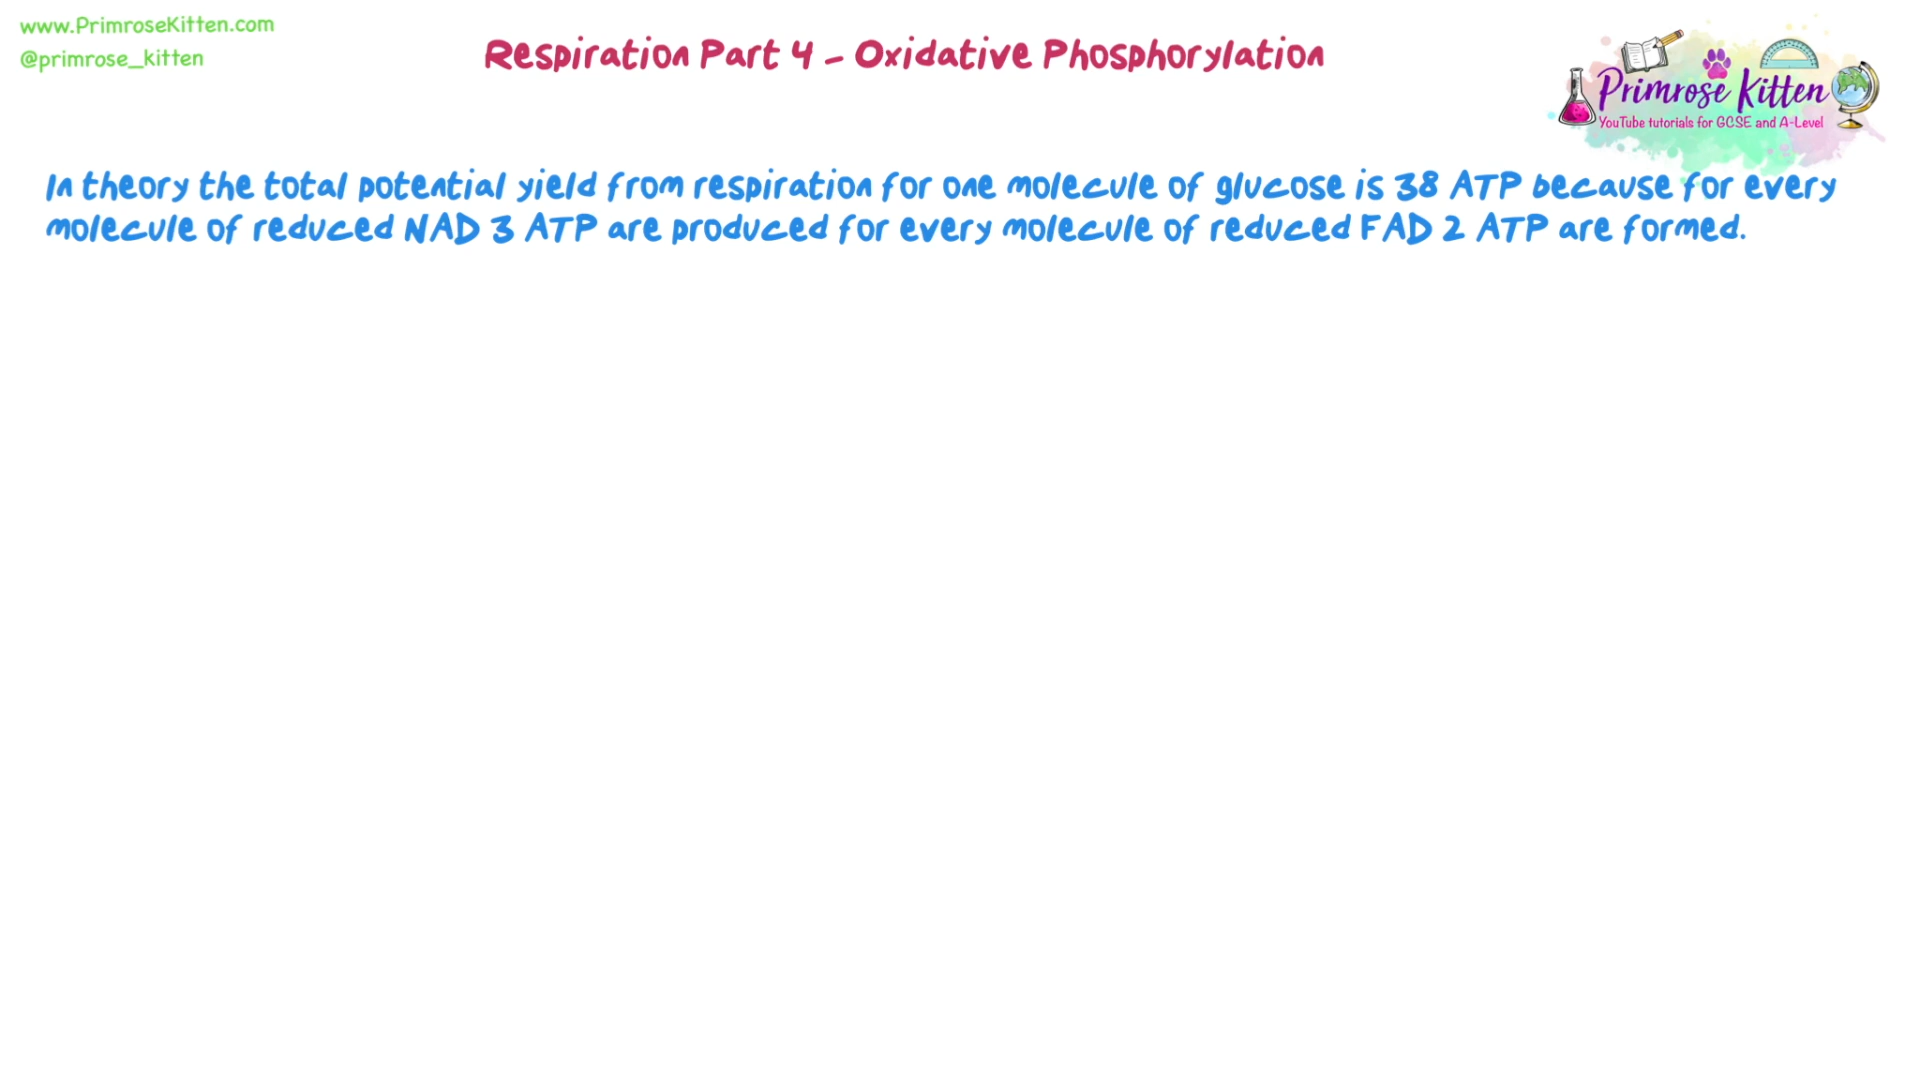 www.PrimroseKitten.com
@primrose_kitten
Respiration Part 4 - Oxidative Phosphorylation
Primrose Kitten
YouTube tutorials for GCSE and A-Level
In theory the total potential yield from respiration for one molecule of glucose is 38 ATP because for every
molecule of reduced NAD 3 ATP are produced for every molecule of reduced FAD 2 ATP are formed.